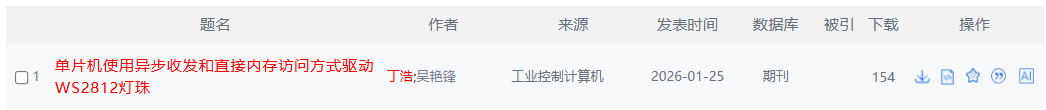 题名 作者 来源 发表时间 数据库 被引 下载 操作
1 单片机使用异步收发和直接内存访问方式驱动WS2812灯珠 丁浩;吴艳锋 工业控制计算机 2026-01-25 期刊 154 AI